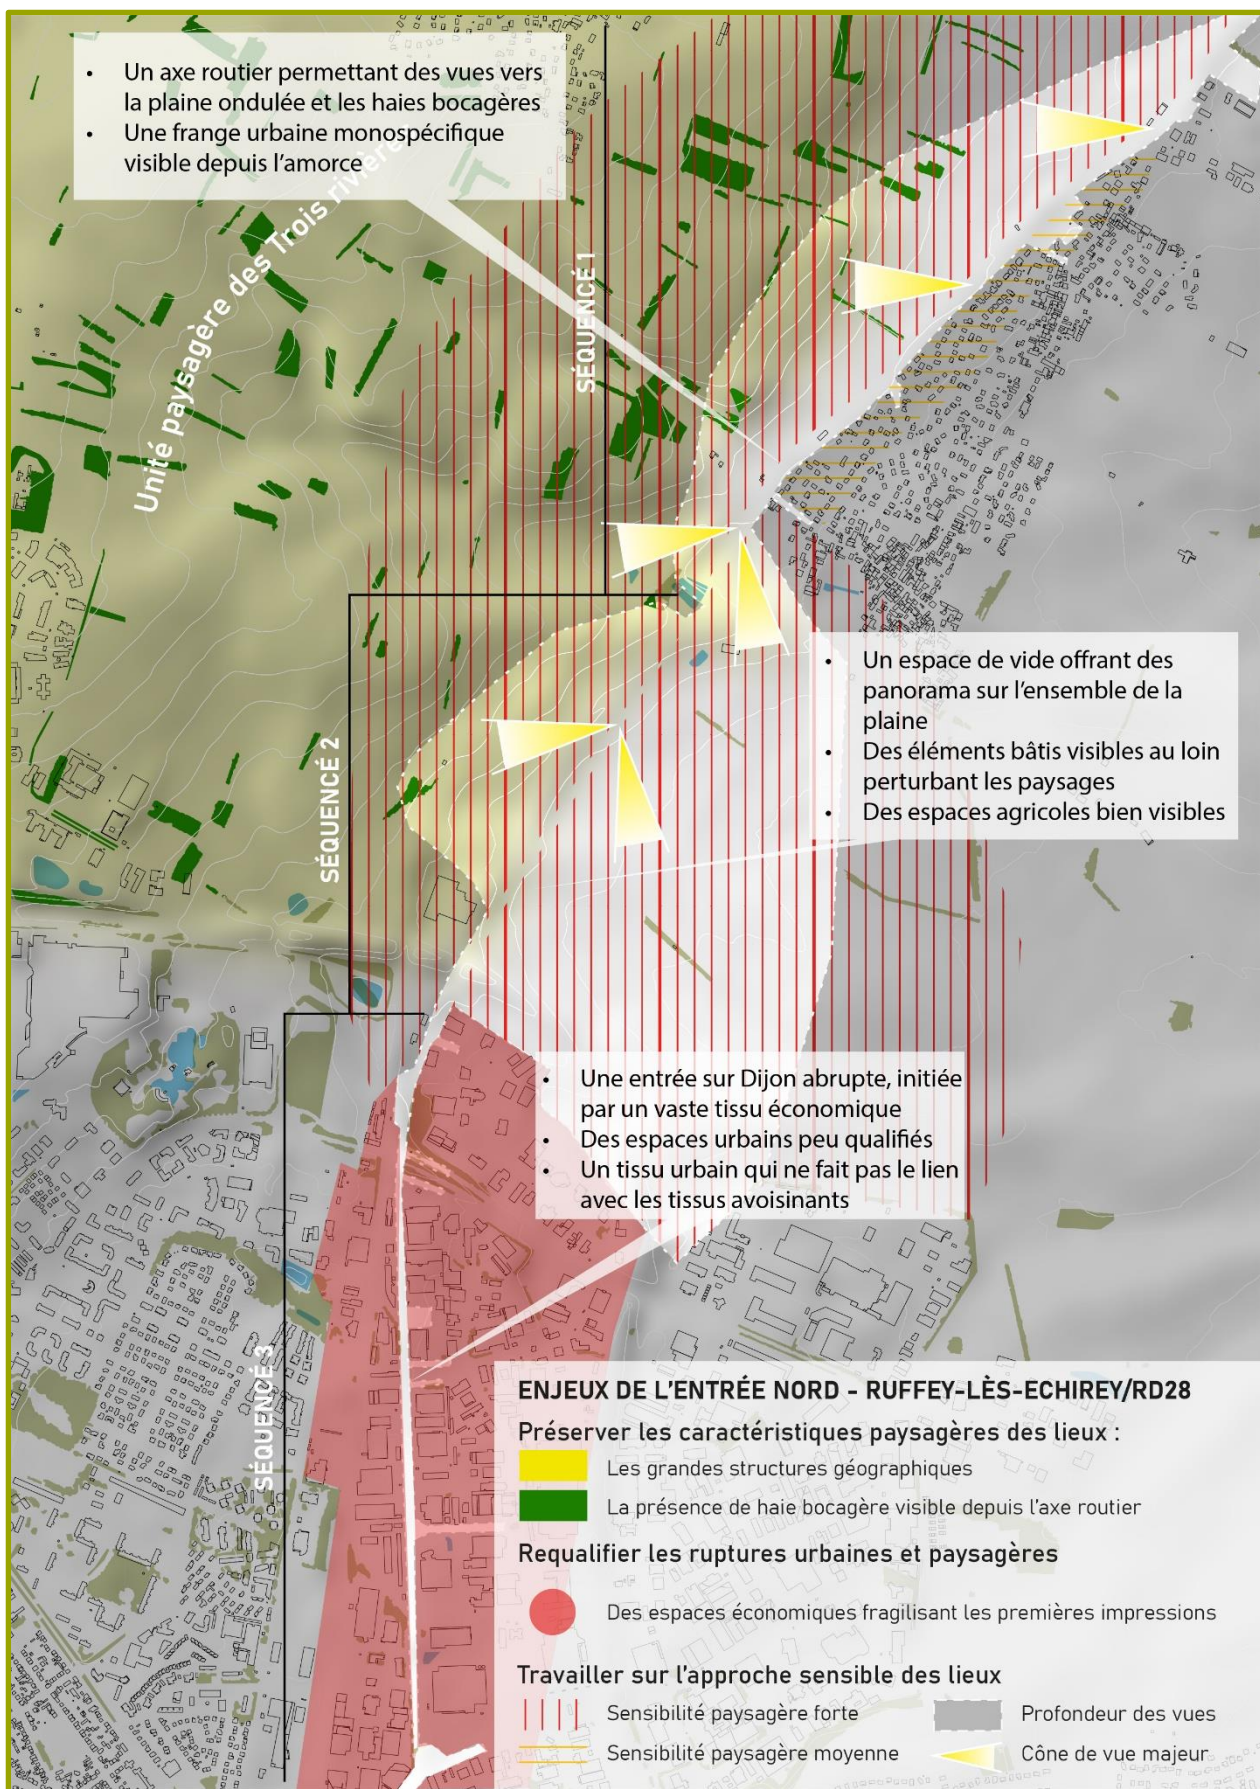 • Un axe routier permettant des vues vers
la plaine ondulée et les haies bocagères
• Une frange urbaine monospécifique
visible depuis l'amorce
Unité paysagère des Trois rivières
SÉQUENCÉ 1
• Un espace de vide offrant des
panorama sur l'ensemble de la
plaine
• Des éléments bâtis visibles au loin
perturbant les paysages
• Des espaces agricoles bien visibles
SÉQUENCÉ 2
• Une entrée sur Dijon abrupte, initiée
par un vaste tissu économique
• Des espaces urbains peu qualifiés
• Un tissu urbain qui ne fait pas le lien
avec les tissus avoisinants
SÉQUENCÉ 3
ENJEUX DE L'ENTRÉE NORD - RUFFEY-LÈS-ECHIREY/RD28
Préserver les caractéristiques paysagères des lieux :
Les grandes structures géographiques
La présence de haie bocagère visible depuis l'axe routier
Requalifier les ruptures urbaines et paysagères
Des espaces économiques fragilisant les premières impressions
Travailler sur l'approche sensible des lieux
Sensibilité paysagère forte
Profondeur des vues
Sensibilité paysagère moyenne
Cône de vue majeur